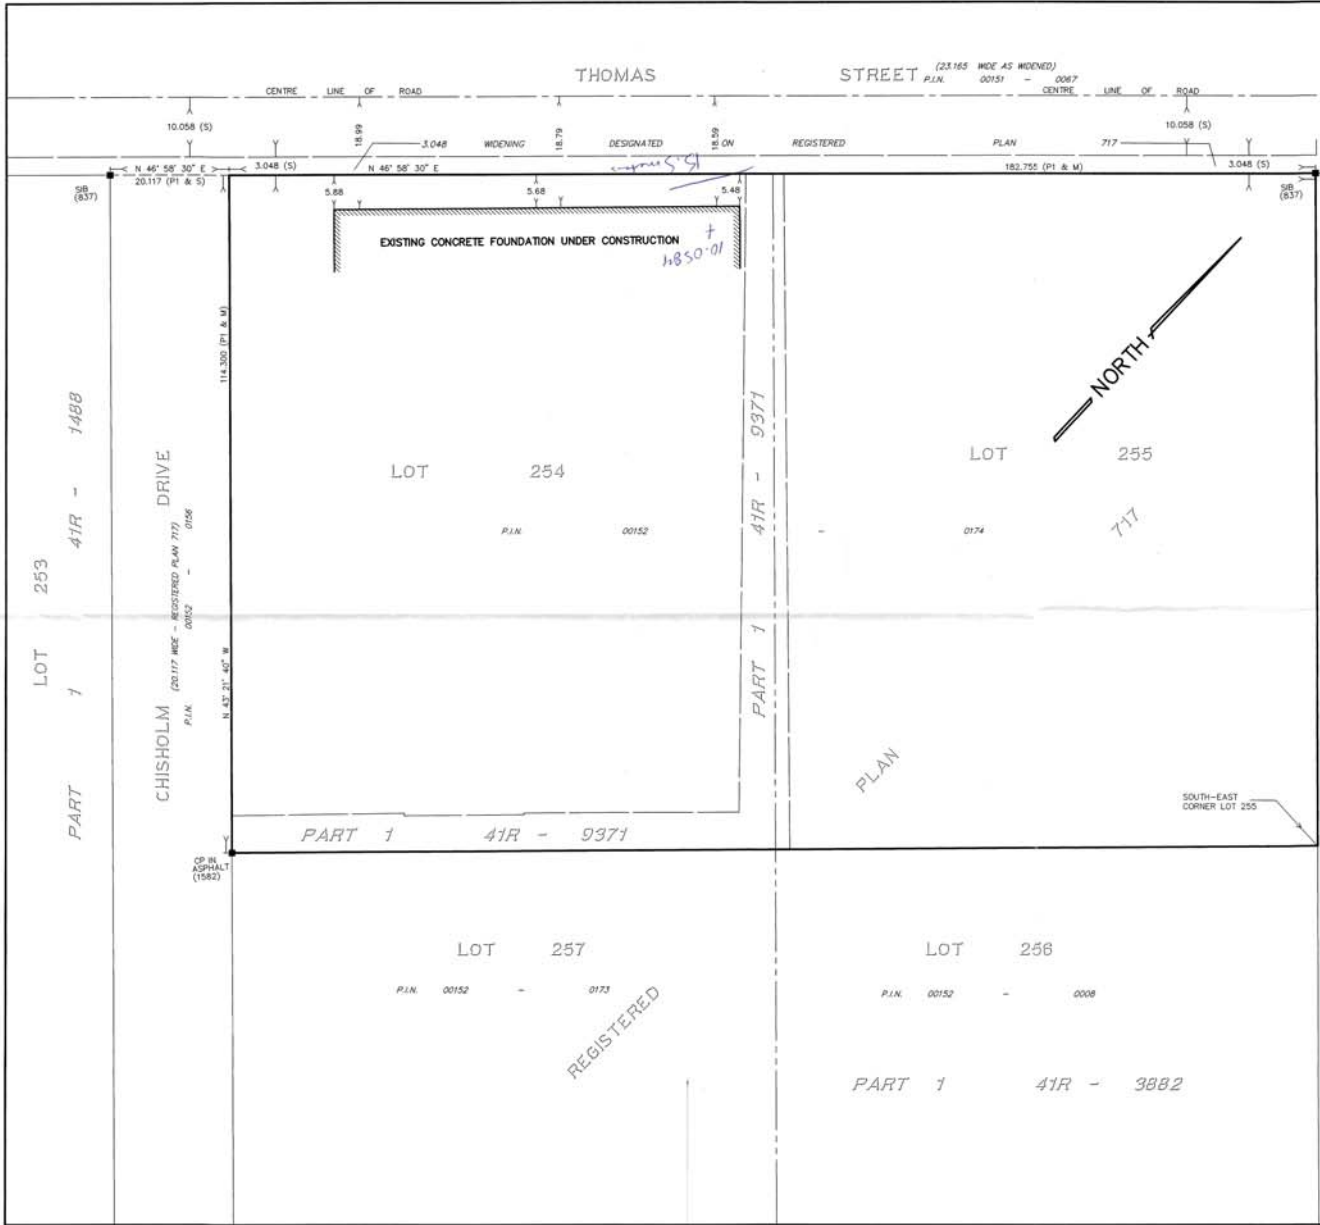 THOMAS STREET (23.165 WIDE AS WIDENED)
P.I.N. 00151 - 0067
CENTRE LINE OF ROAD
CENTRE LINE OF ROAD
10.058 (S)
10.058 (S)
18.99
18.79
18.59
3.048 WIDENING DESIGNATED ON REGISTERED PLAN 717
N 46° 58' 30" E
20.117 (P1 & S)
3.048 (S)
N 46° 58' 30" E
182.755 (P1 & M)
3.048 (S)
SIB
(837)
SIB
(837)
5.88
5.68
5.48
EXISTING CONCRETE FOUNDATION UNDER CONSTRUCTION
+
10.0584
114.300 (P1 & M)
N 43° 21' 40" W
NORTH
LOT 254
LOT 255
P.I.N. 00152 - 0174
717
PART 1 41R - 9371
LOT 253
PART 1 41R - 1488
CHISHOLM DRIVE
(20.117 WIDE - REGISTERED PLAN 717)
P.I.N. 00152 - 0156
PLAN
SOUTH-EAST
CORNER LOT 255
PART 1 41R - 9371
CP IN
ASPHALT
(1582)
LOT 257
LOT 256
P.I.N. 00152 - 0173
P.I.N. 00152 - 0008
REGISTERED
PART 1 41R - 3882